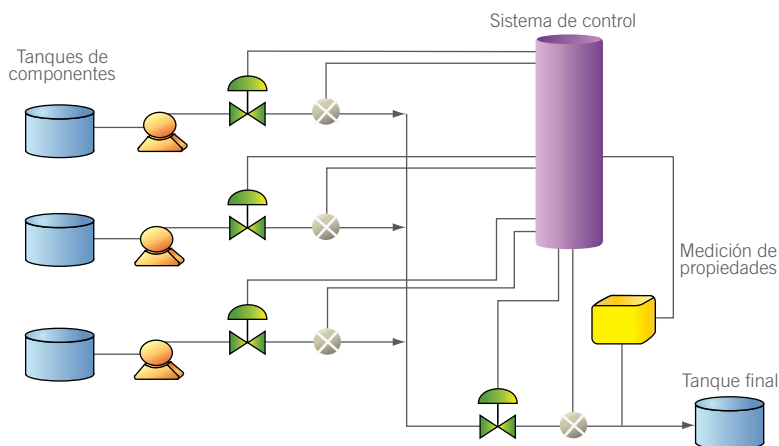 Sistema de control
Tanques de
componentes
Medición de
propiedades
Tanque final